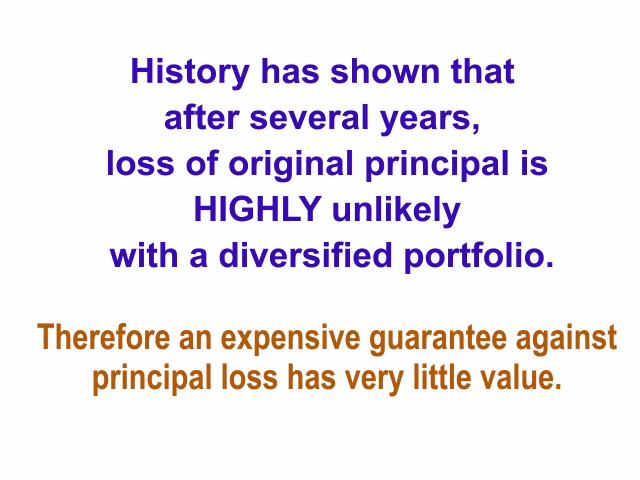 History has shown that
after several years,
loss of original principal is
HIGHLY unlikely
with a diversified portfolio.
Therefore an expensive guarantee against
principal loss has very little value.